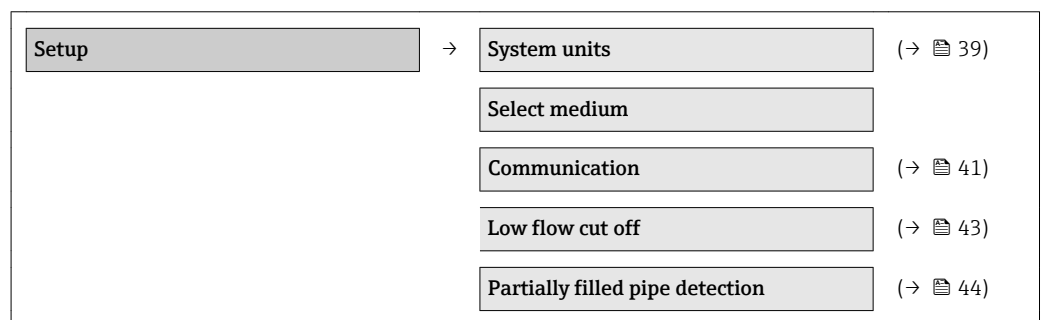 Setup → System units (→ 39)
Select medium
Communication (→ 41)
Low flow cut off (→ 43)
Partially filled pipe detection (→ 44)